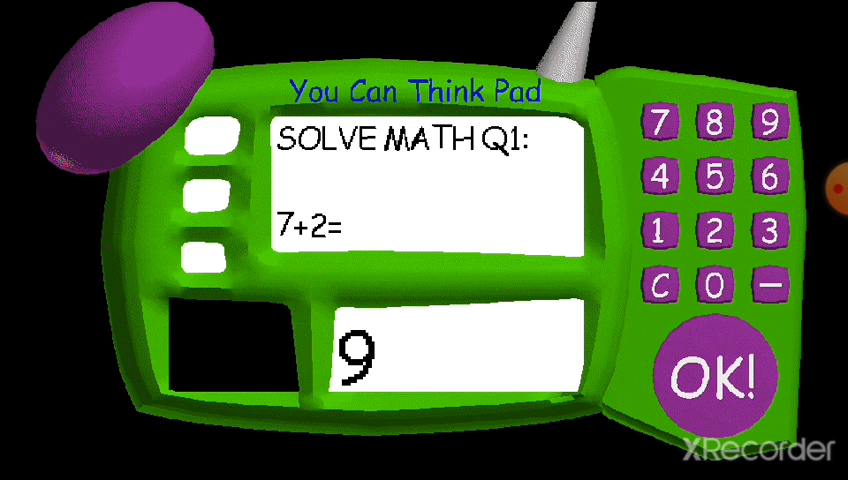 You Can Think Pad
SOLVE MATH Q1:
7+2=
9
7 8 9
4 5 6
1 2 3
C 0 −
OK!
XRecorder